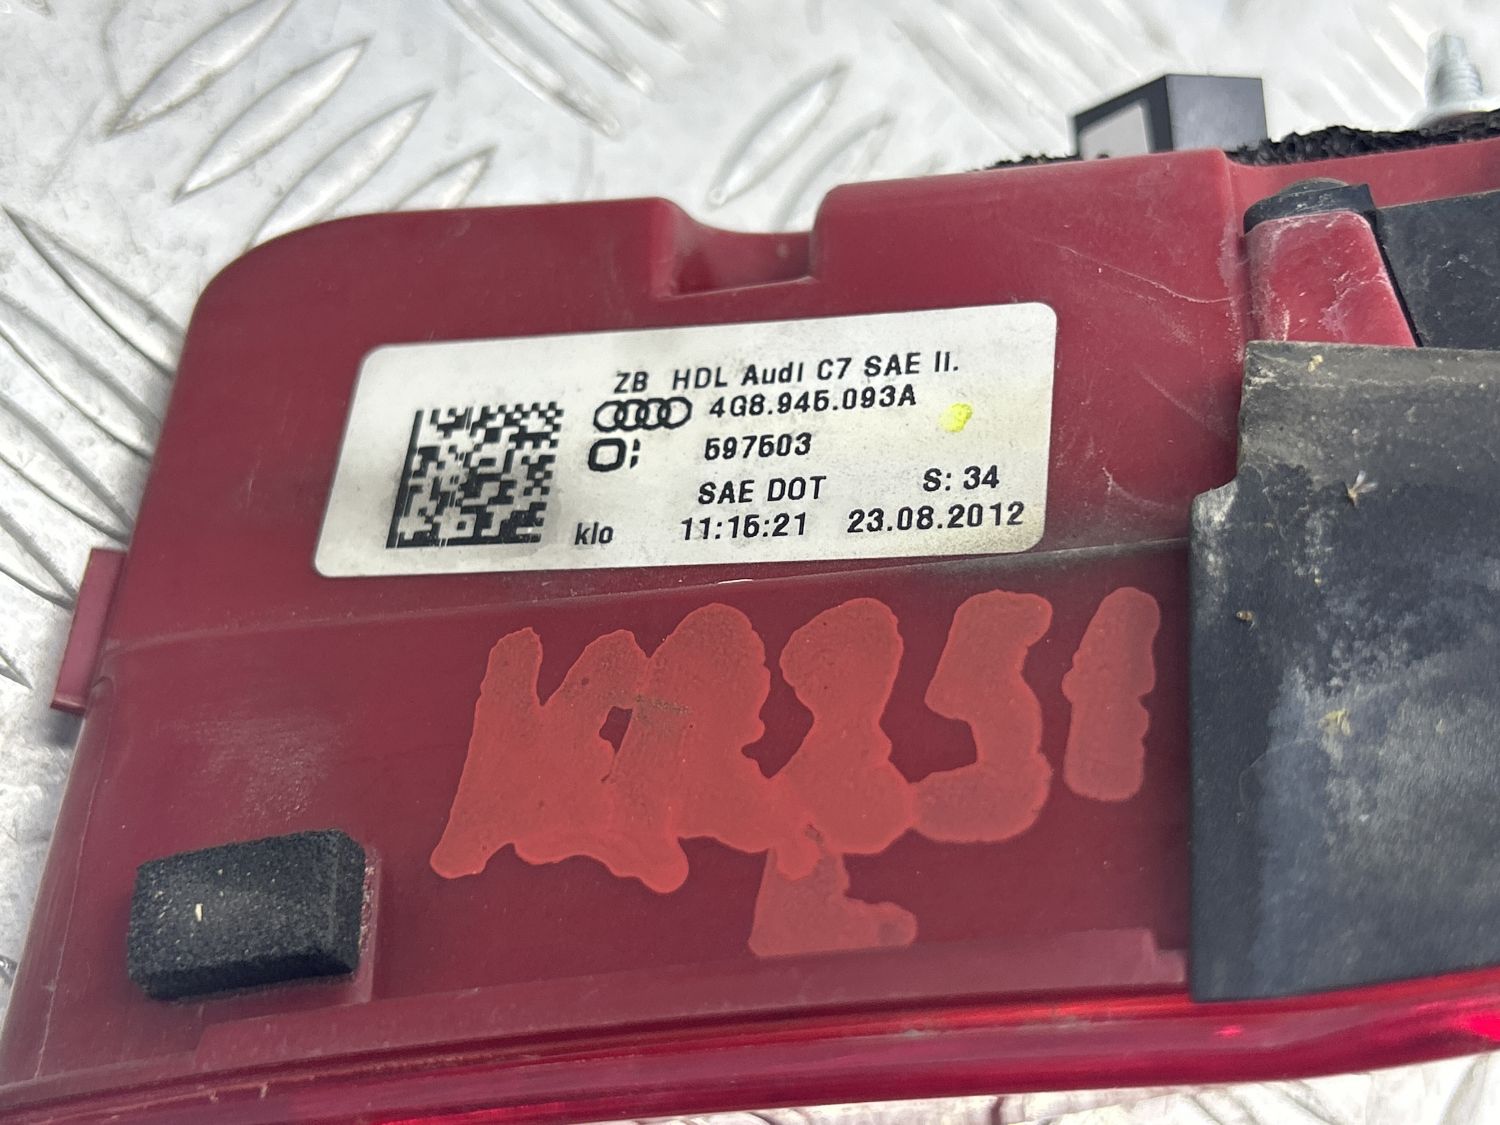 ZB HDL Audi C7 SAE II.
4G8.945.093A
O: 597503
SAE DOT S: 34
klo 11:15:21 23.08.2012
L